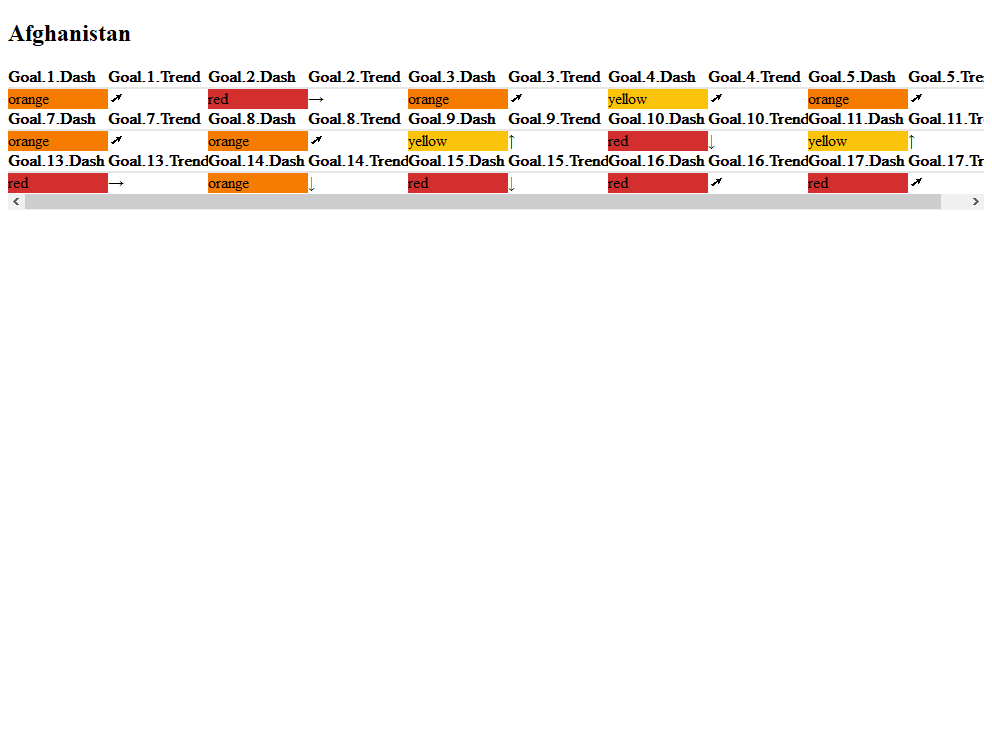 Afghanistan
Goal.1.Dash Goal.1.Trend Goal.2.Dash Goal.2.Trend Goal.3.Dash Goal.3.Trend Goal.4.Dash Goal.4.Trend Goal.5.Dash Goal.5.Tre
orange ➚ red → orange ➚ yellow ➚ orange ➚
Goal.7.Dash Goal.7.Trend Goal.8.Dash Goal.8.Trend Goal.9.Dash Goal.9.Trend Goal.10.Dash Goal.10.Trend Goal.11.Dash Goal.11.Tr
orange ➚ orange ➚ yellow ↑ red ↓ yellow ↑
Goal.13.Dash Goal.13.Trend Goal.14.Dash Goal.14.Trend Goal.15.Dash Goal.15.Trend Goal.16.Dash Goal.16.Trend Goal.17.Dash Goal.17.T
red → orange ↓ red ↓ red ➚ red ➚